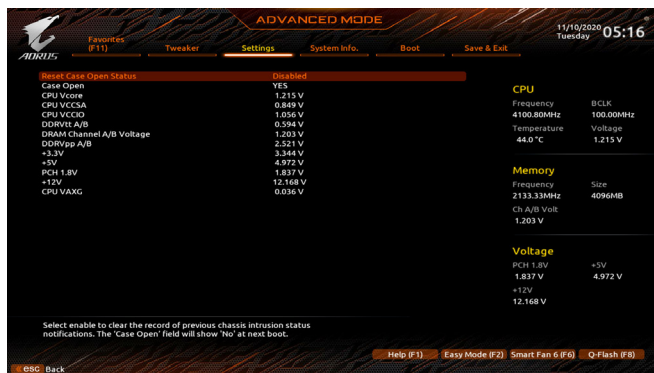 ADVANCED MODE
11/10/2020 Tuesday 05:16
AORUS
Favorites (F11) Tweaker Settings System Info. Boot Save & Exit
Reset Case Open Status Disabled
Case Open YES
CPU Vcore 1.215 V
CPU VCCSA 0.849 V
CPU VCCIO 1.056 V
DDRVtt A/B 0.594 V
DRAM Channel A/B Voltage 1.203 V
DDRVpp A/B 2.521 V
+3.3V 3.344 V
+5V 4.972 V
PCH 1.8V 1.837 V
+12V 12.168 V
CPU VAXG 0.036 V
CPU
Frequency BCLK
4100.80MHz 100.00MHz
Temperature Voltage
44.0 °C 1.215 V
Memory
Frequency Size
2133.33MHz 4096MB
Ch A/B Volt
1.203 V
Voltage
PCH 1.8V +5V
1.837 V 4.972 V
+12V
12.168 V
Select enable to clear the record of previous chassis intrusion status
notifications. The 'Case Open' field will show 'No' at next boot.
Help (F1) Easy Mode (F2) Smart Fan 6 (F6) Q-Flash (F8)
esc Back